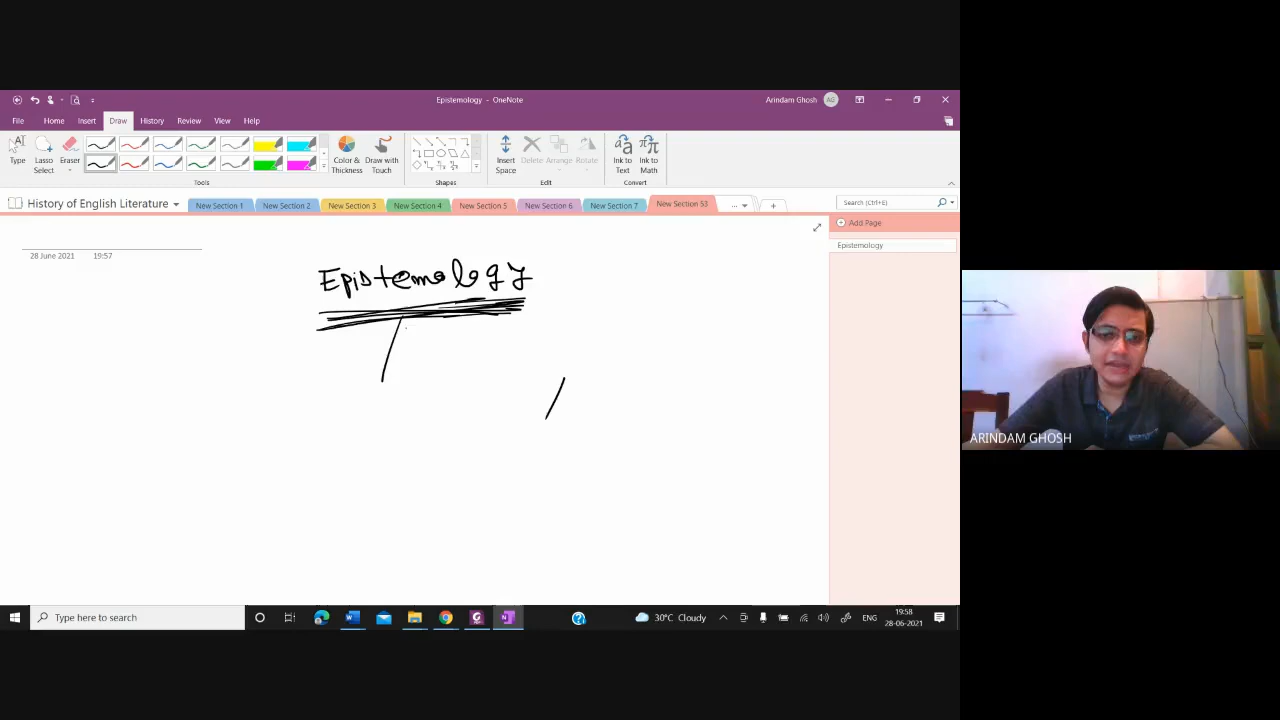 Epistemology - OneNote
Arindam Ghosh AG
File Home Insert Draw History Review View Help
Type Lasso Select Eraser Color & Thickness Draw with Touch Insert Space Delete Arrange Rotate Ink to Text Ink to Math
Tools Shapes Edit Convert
History of English Literature New Section 1 New Section 2 New Section 3 New Section 4 New Section 5 New Section 6 New Section 7 New Section 53 ... + Search (Ctrl+E)
Add Page
Epistemology
28 June 2021 19:57
Epistemology
ARINDAM GHOSH
Type here to search 30°C Cloudy ENG 19:58
28-06-2021